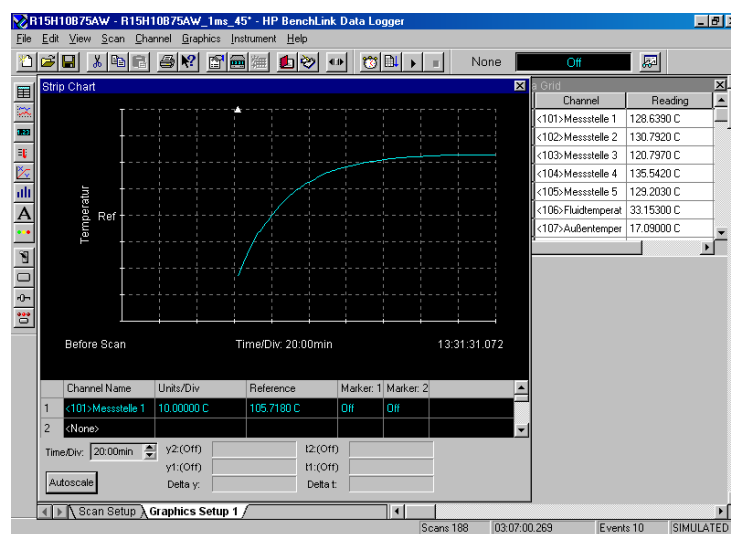 R15H10B75AW - R15H10B75AW_1ms_45* - HP BenchLink Data Logger
File Edit View Scan Channel Graphics Instrument Help
None Off
Strip Chart
a Grid
Channel Reading
<101>Messstelle 1 128.6390 C
<102>Messstelle 2 130.7920 C
<103>Messstelle 3 120.7970 C
<104>Messstelle 4 135.5420 C
<105>Messstelle 5 129.2030 C
<106>Fluidtemperat 33.15300 C
<107>Außentemper 17.09000 C
Temperatur
Ref
Before Scan Time/Div: 20:00min 13:31:31.072
Channel Name Units/Div Reference Marker: 1 Marker: 2
1 <101>Messstelle 1 10.00000 C 105.7180 C Off Off
2 <None>
Time/Div: 20:00min y2:(Off) t2:(Off)
y1:(Off) t1:(Off)
Autoscale Delta y: Delta t:
Scan Setup Graphics Setup 1
Scans 188 03:07:00.269 Events 10 SIMULATED